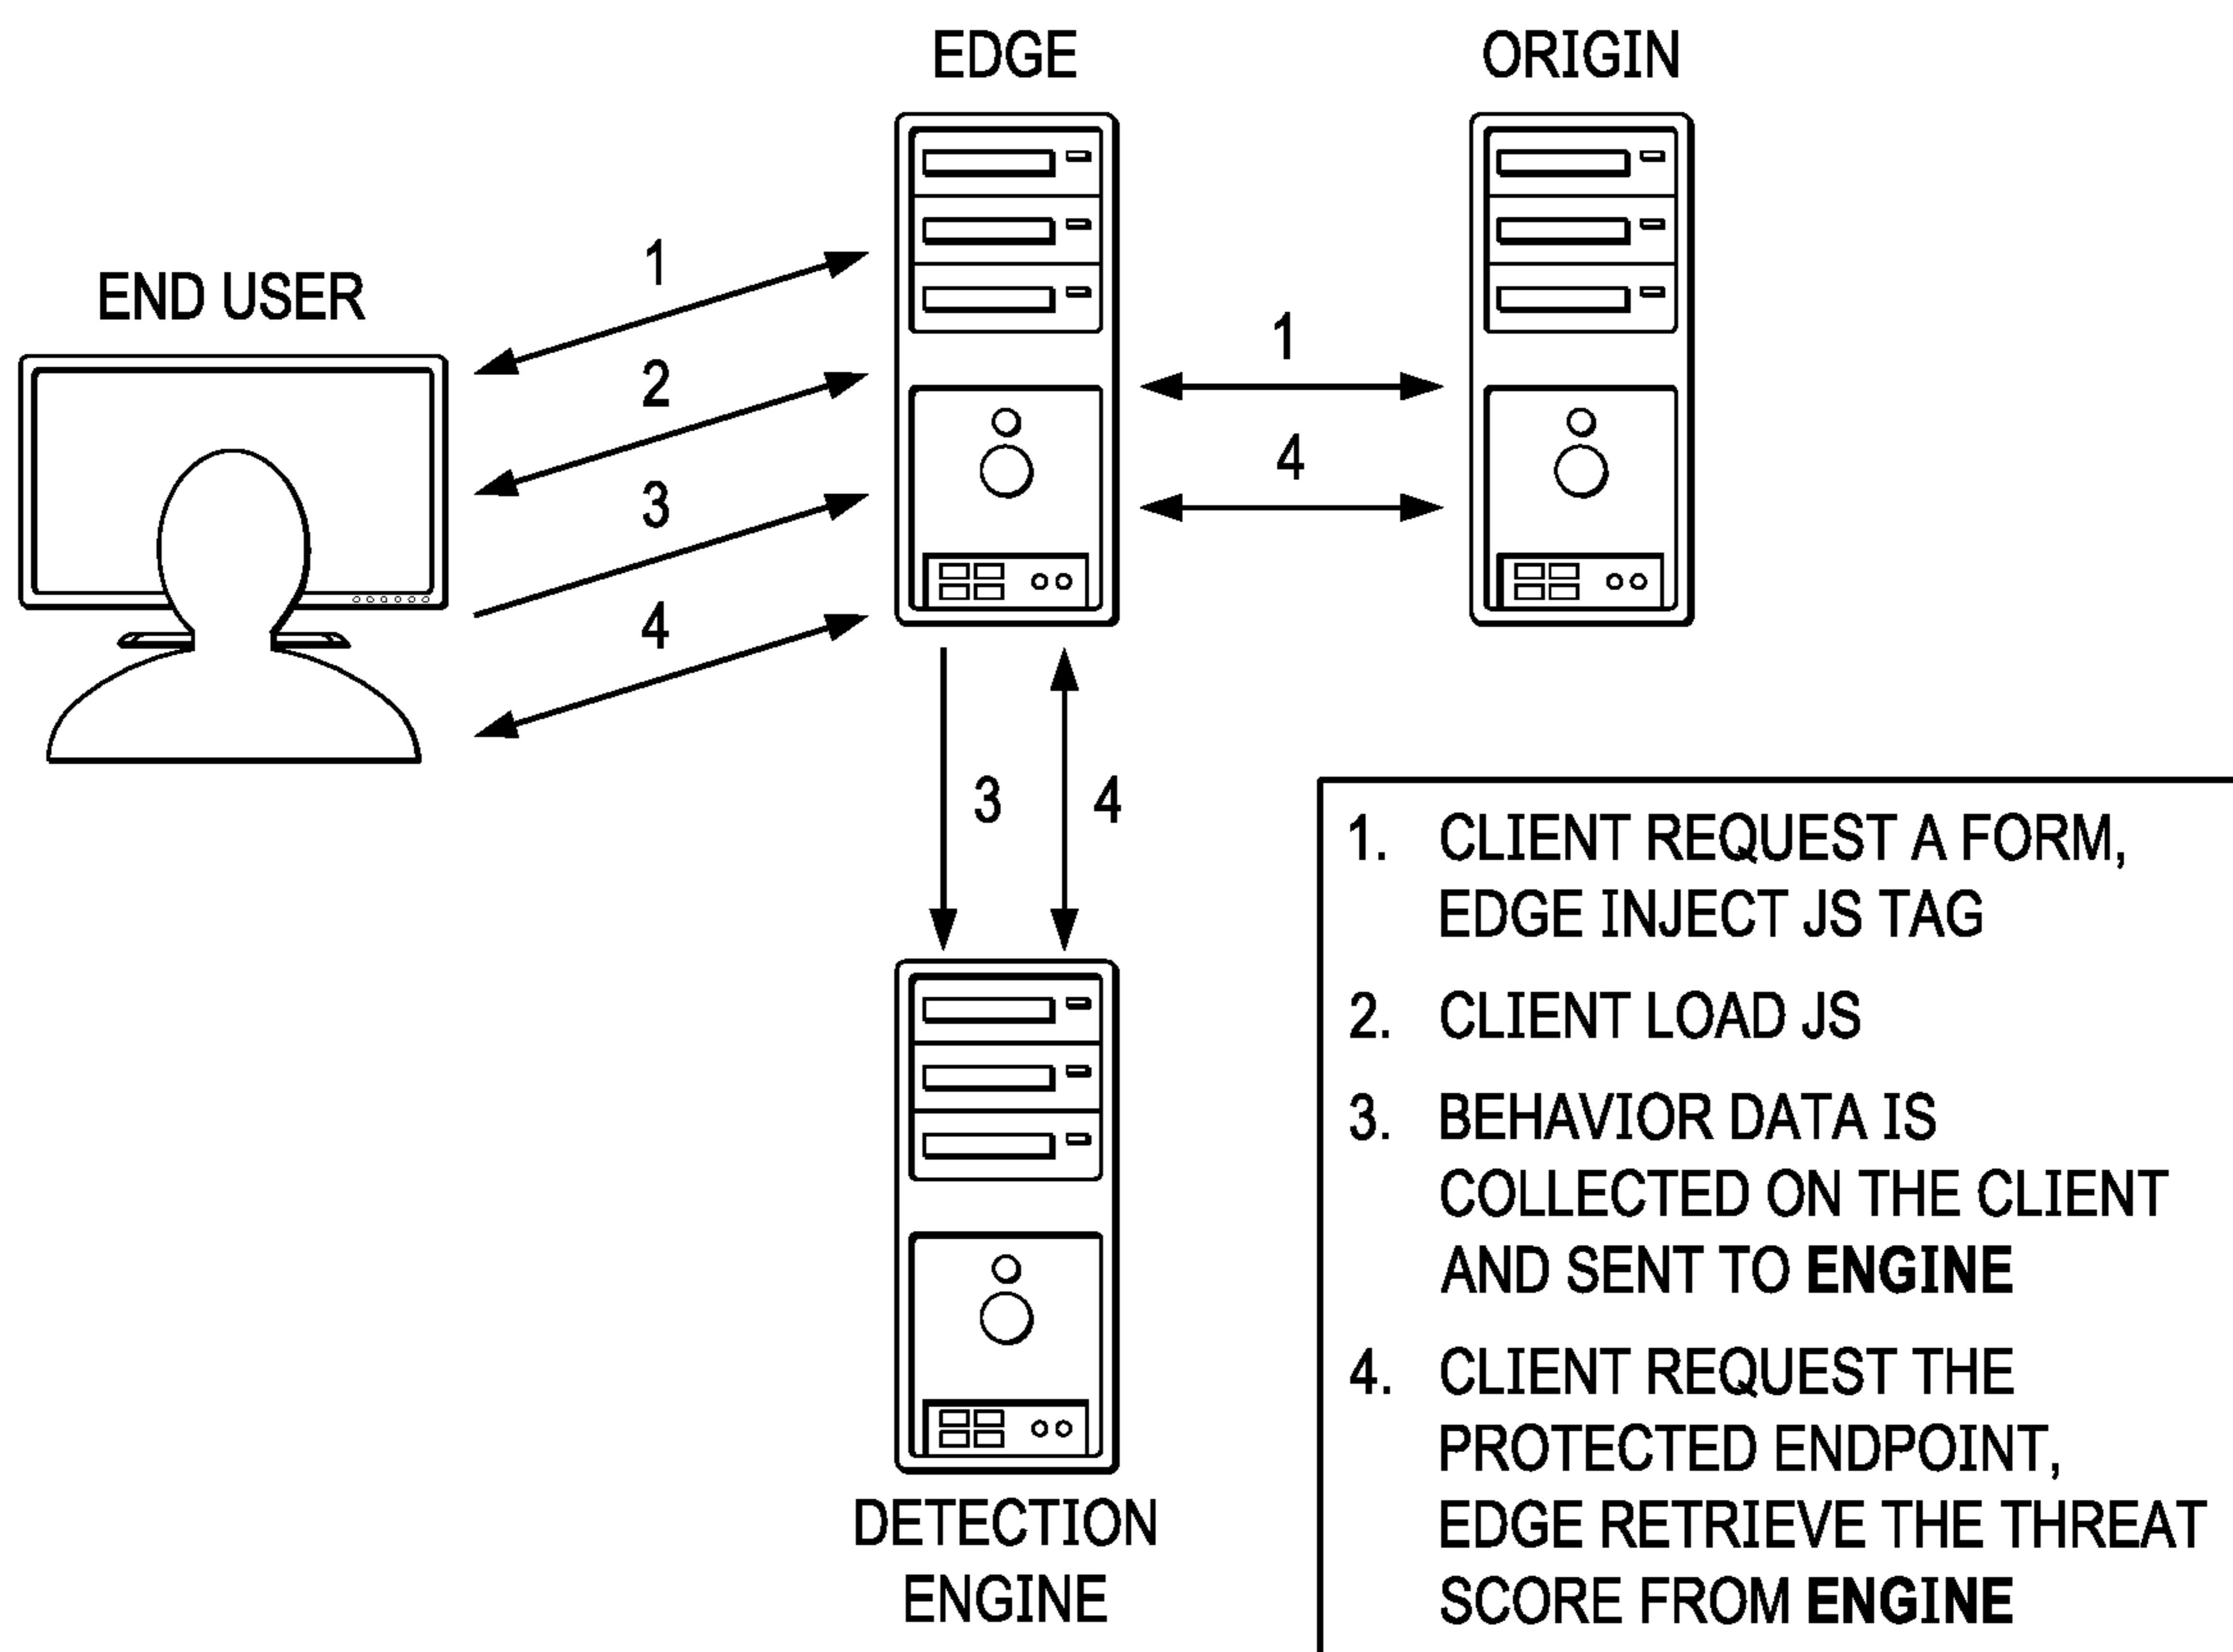 EDGE
ORIGIN
END USER
1
2
3
4
1
4
3
4
DETECTION
ENGINE
1. CLIENT REQUEST A FORM,
EDGE INJECT JS TAG
2. CLIENT LOAD JS
3. BEHAVIOR DATA IS
COLLECTED ON THE CLIENT
AND SENT TO ENGINE
4. CLIENT REQUEST THE
PROTECTED ENDPOINT,
EDGE RETRIEVE THE THREAT
SCORE FROM ENGINE